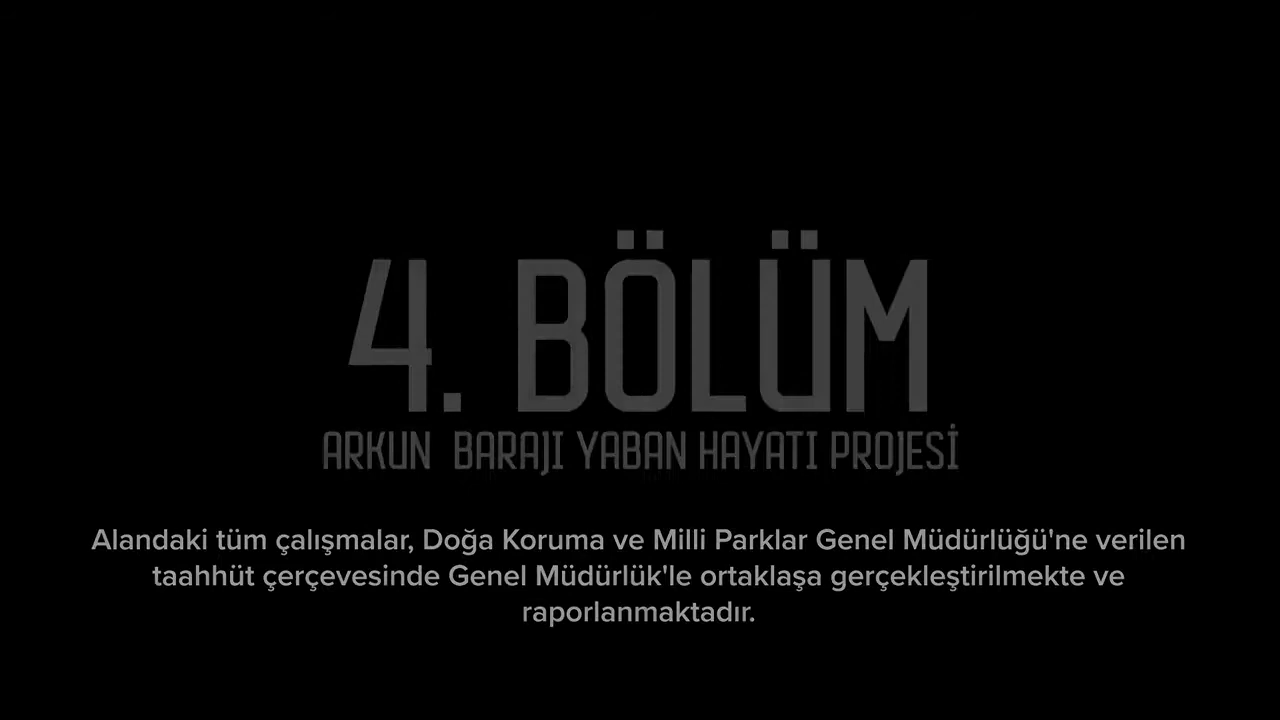 4. BÖLÜM
ARKUN BARAJI YABAN HAYATI PROJESİ
Alandaki tüm çalışmalar, Doğa Koruma ve Milli Parklar Genel Müdürlüğü'ne verilen
taahhüt çerçevesinde Genel Müdürlük'le ortaklaşa gerçekleştirilmekte ve
raporlanmaktadır.